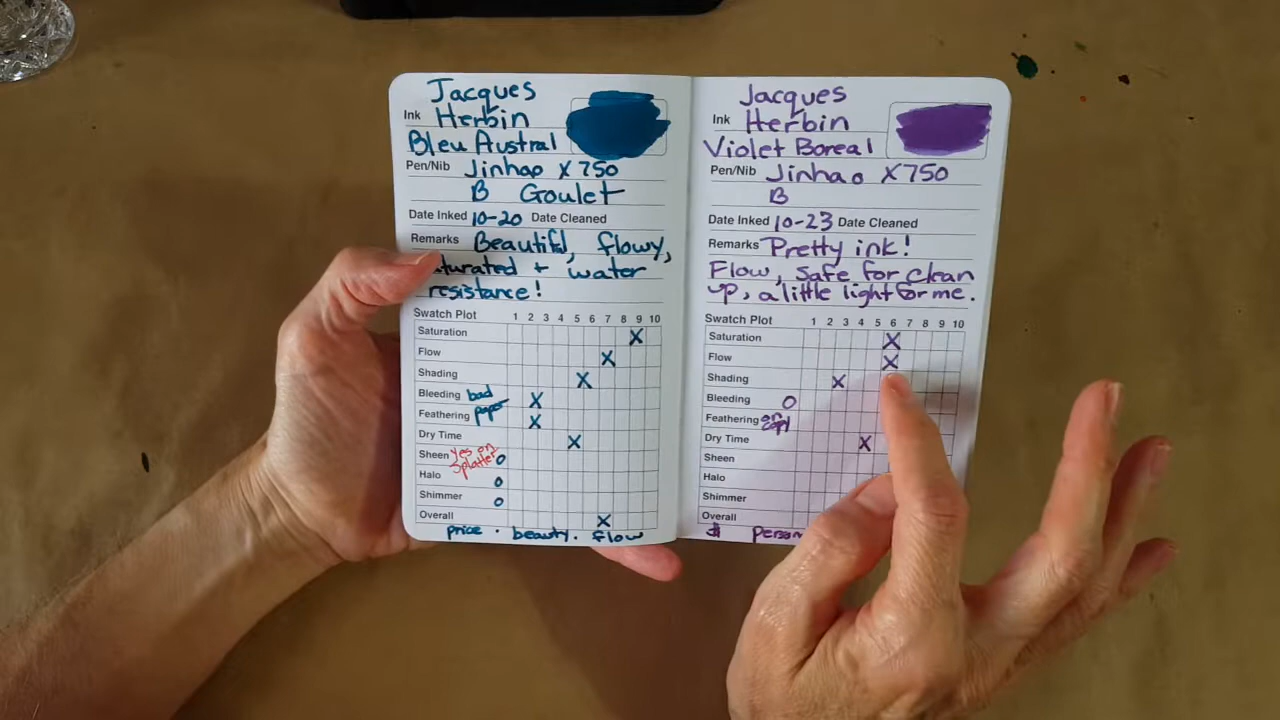 Jacques
Ink Herbin
Bleu Austral
Pen/Nib Jinhao X750
B Goulet
Date Inked 10-20 Date Cleaned
Remarks Beautiful, flowy,
+ water
resistance!
Swatch Plot 1 2 3 4 5 6 7 8 9 10
Saturation X
Flow X
Shading X
Bleeding bad X
Feathering paper X
Dry Time X
Sheen yes on
splatter O
Halo O
Shimmer O
Overall X
price · beauty · flow
Jacques
Ink Herbin
Violet Boreal
Pen/Nib Jinhao X750
B
Date Inked 10-23 Date Cleaned
Remarks Pretty ink!
Flow, safe for clean
up, a little light for me.
Swatch Plot 1 2 3 4 5 6 7 8 9 10
Saturation X
Flow X
Shading X
Bleeding O
Feathering on
copy
Dry Time X
Sheen
Halo
Shimmer
Overall
$